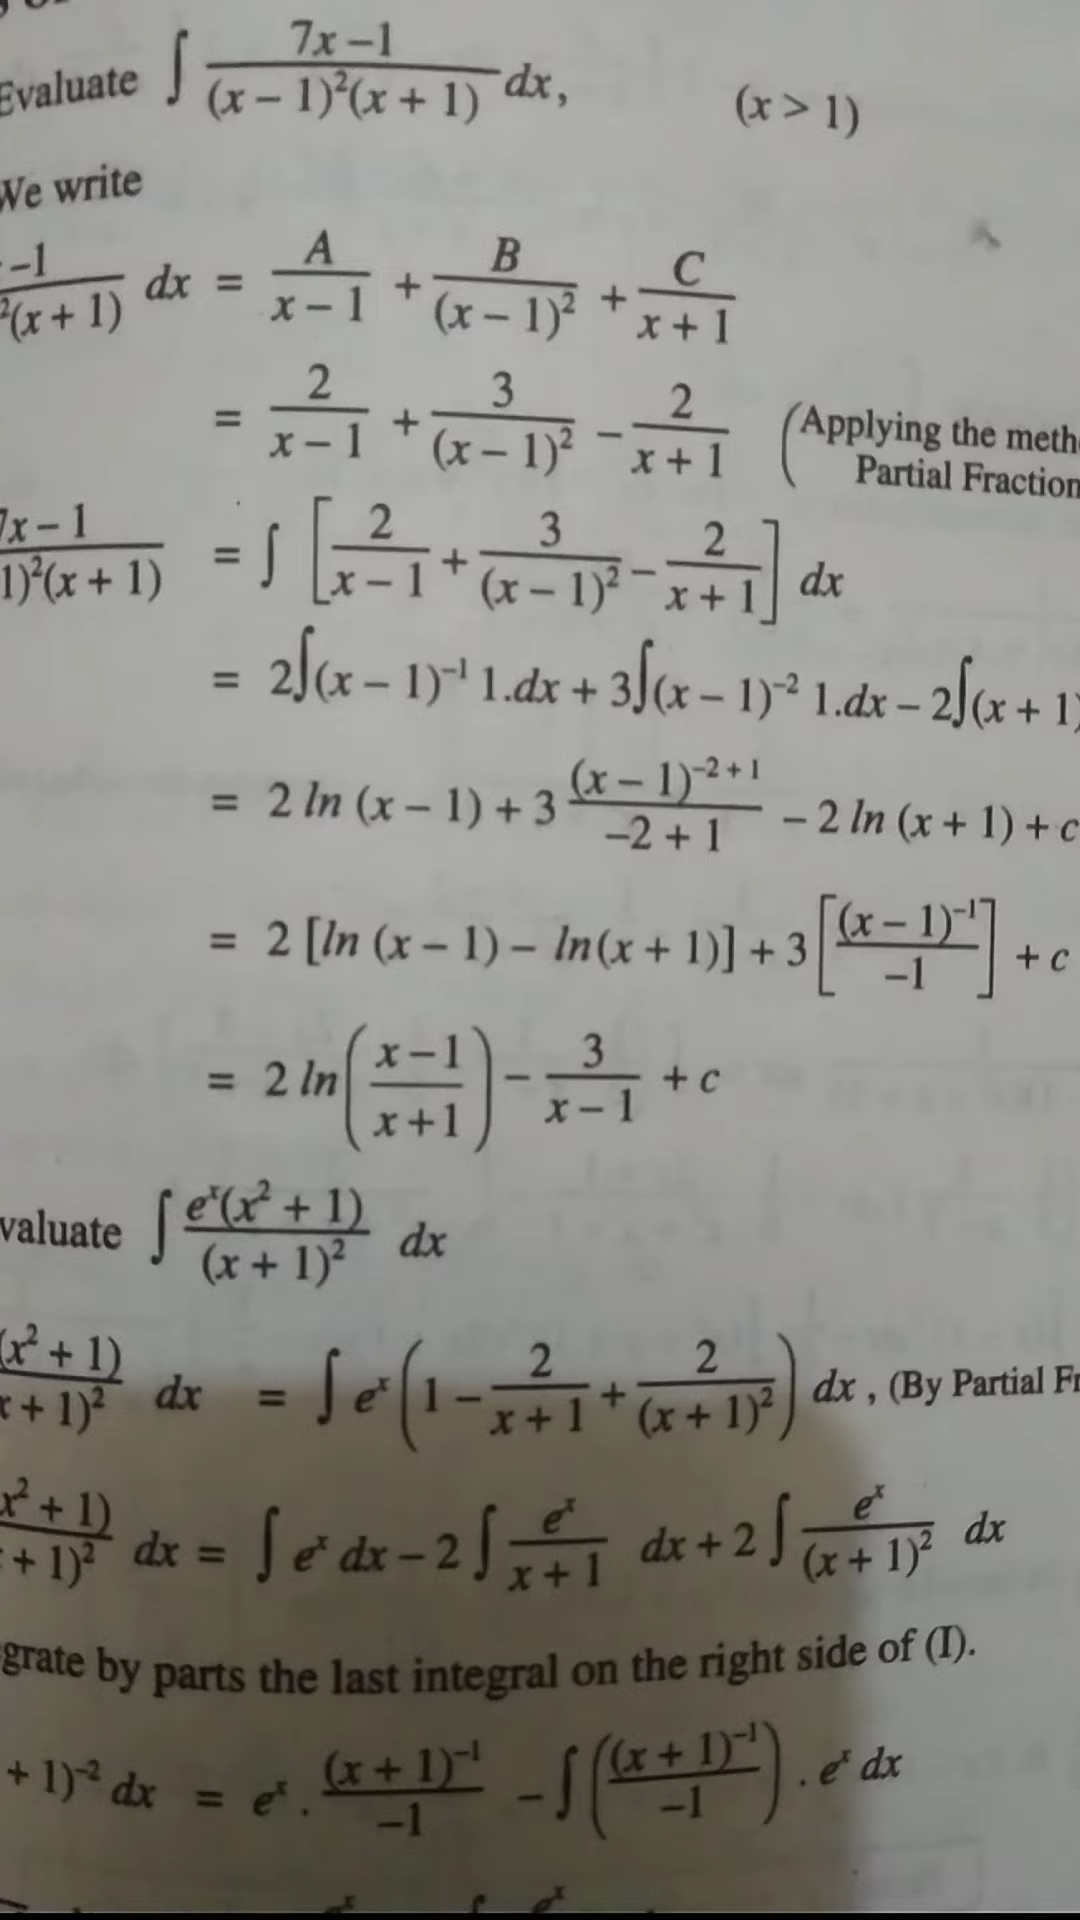 Evaluate ∫ (7x – 1)/((x – 1)²(x + 1)) dx, (x > 1)
We write
–1/²(x + 1) dx = A/(x – 1) + B/(x – 1)² + C/(x + 1)
= 2/(x – 1) + 3/(x – 1)² – 2/(x + 1) (Applying the meth
Partial Fraction
7x – 1/1)²(x + 1) = ∫ [2/(x – 1) + 3/(x – 1)² – 2/(x + 1)] dx
= 2∫(x – 1)⁻¹ 1.dx + 3∫(x – 1)⁻² 1.dx – 2∫(x + 1)
= 2 ln (x – 1) + 3 (x – 1)⁻²⁺¹/(–2 + 1) – 2 ln (x + 1) + c
= 2 [ln (x – 1) – ln(x + 1)] + 3 [(x – 1)⁻¹/–1] + c
= 2 ln((x – 1)/(x + 1)) – 3/(x – 1) + c
valuate ∫ eˣ(x² + 1)/(x + 1)² dx
(x² + 1)/(x + 1)² dx = ∫ eˣ(1 – 2/(x + 1) + 2/(x + 1)²) dx , (By Partial Fr
x² + 1)/+ 1)² dx = ∫ eˣ dx – 2 ∫ eˣ/(x + 1) dx + 2 ∫ eˣ/(x + 1)² dx
grate by parts the last integral on the right side of (I).
+ 1)⁻² dx = eˣ . (x + 1)⁻¹/–1 – ∫ ((x + 1)⁻¹/–1) . eˣ dx